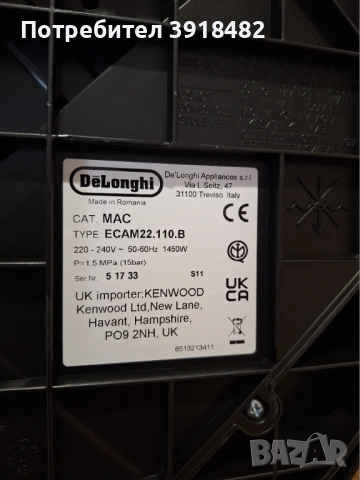 Потребител 3918482
DeLonghi
Made in Romania
De'Longhi Appliances s.r.l
Via L.Seitz, 47
31100 Treviso Italy
CAT. MAC
TYPE: ECAM22.110.B
220 - 240V ~ 50-60Hz 1450W
P=1.5 MPa (15bar)
Ser.Nr 5 17 33 S11
CE
UK
CA
UK importer:KENWOOD
Kenwood Ltd,New Lane,
Havant, Hampshire,
PO9 2NH, UK
6513213411
BAZAR